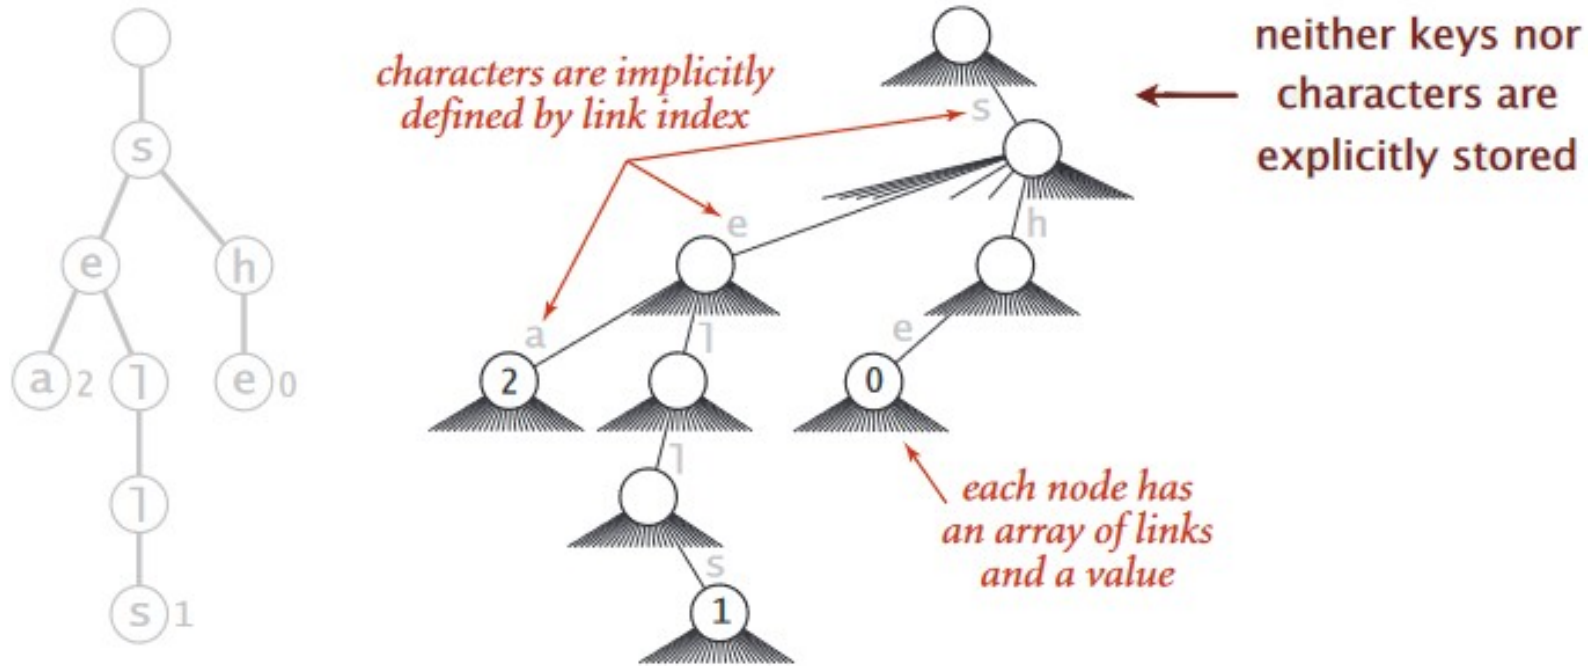 s
e
h
a 2
l
e 0
l
s 1
characters are implicitly
defined by link index
s
e
h
a
l
e
2
0
l
s
1
neither keys nor
characters are
explicitly stored
each node has
an array of links
and a value